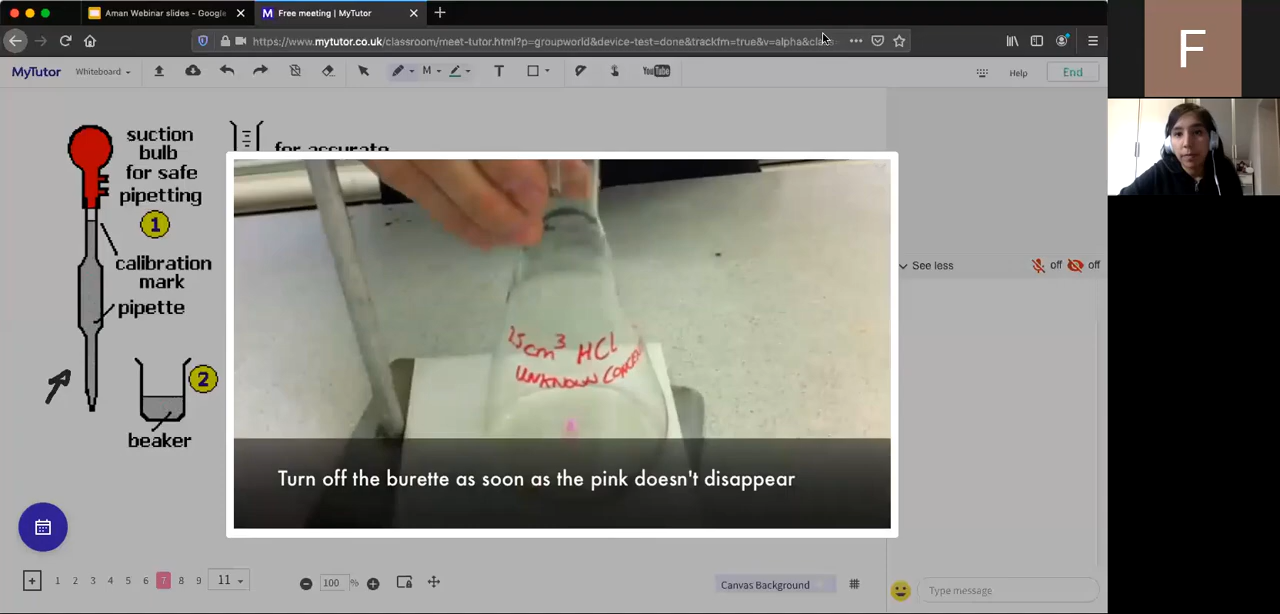 Aman Webinar slides - Google
Free meeting | MyTutor
https://www.mytutor.co.uk/classroom/meet-tutor.html?p=groupworld&device-test=done&trackfm=true&v=alpha&cla
MyTutor
Whiteboard
M
T
YouTube
Help
End
F
suction
bulb
for safe
pipetting
1
calibration
mark
pipette
2
beaker
for accurate
25cm³ HCl
UNKNOWN
Turn off the burette as soon as the pink doesn't disappear
See less
off
off
1 2 3 4 5 6 7 8 9 11
100 %
Canvas Background
Type message